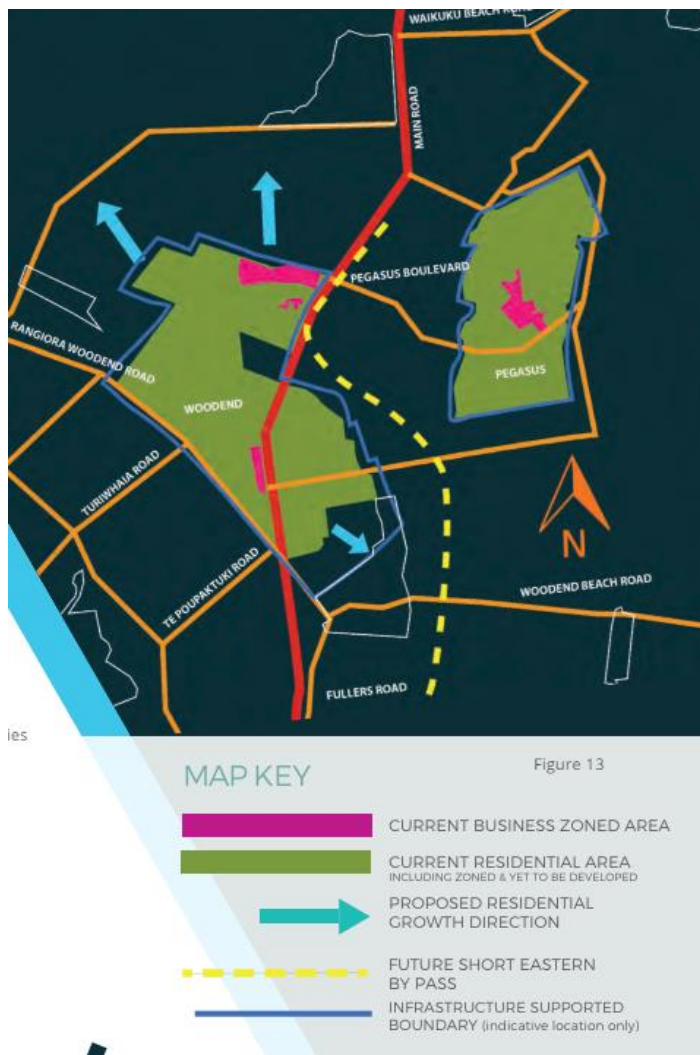 WAIKUKU BEACH ROAD
MAIN ROAD
PEGASUS BOULEVARD
RANGIORA WOODEND ROAD
PEGASUS
WOODEND
TURIWHAIA ROAD
N
TE POUPAKTUKI ROAD
WOODEND BEACH ROAD
FULLERS ROAD
ies
Figure 13
MAP KEY
CURRENT BUSINESS ZONED AREA
CURRENT RESIDENTIAL AREA
INCLUDING ZONED & YET TO BE DEVELOPED
PROPOSED RESIDENTIAL
GROWTH DIRECTION
FUTURE SHORT EASTERN
BY PASS
INFRASTRUCTURE SUPPORTED
BOUNDARY (indicative location only)